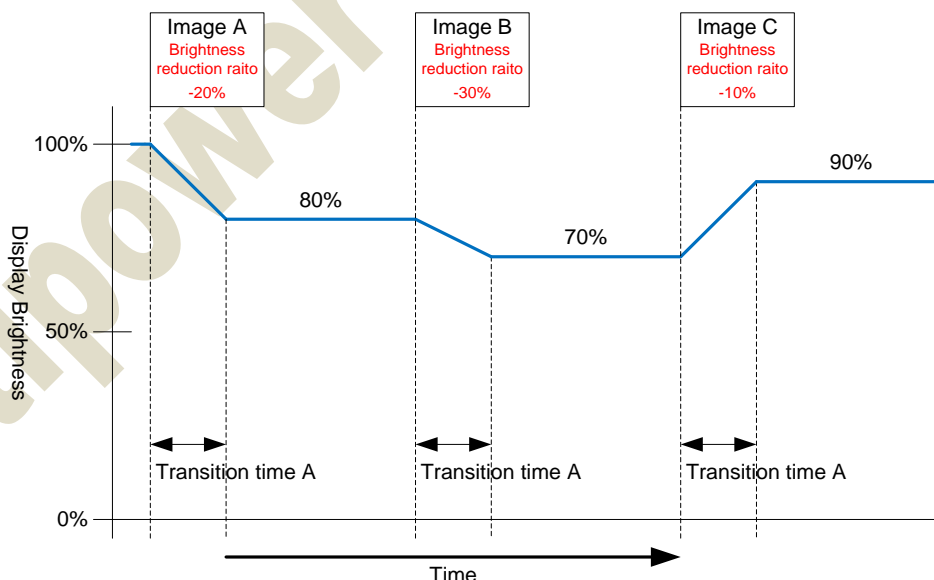 Image A
Brightness
reduction raito
-20%
Image B
Brightness
reduction raito
-30%
Image C
Brightness
reduction raito
-10%
100%
80%
70%
90%
50%
0%
Display Brightness
Transition time A
Transition time A
Transition time A
Time